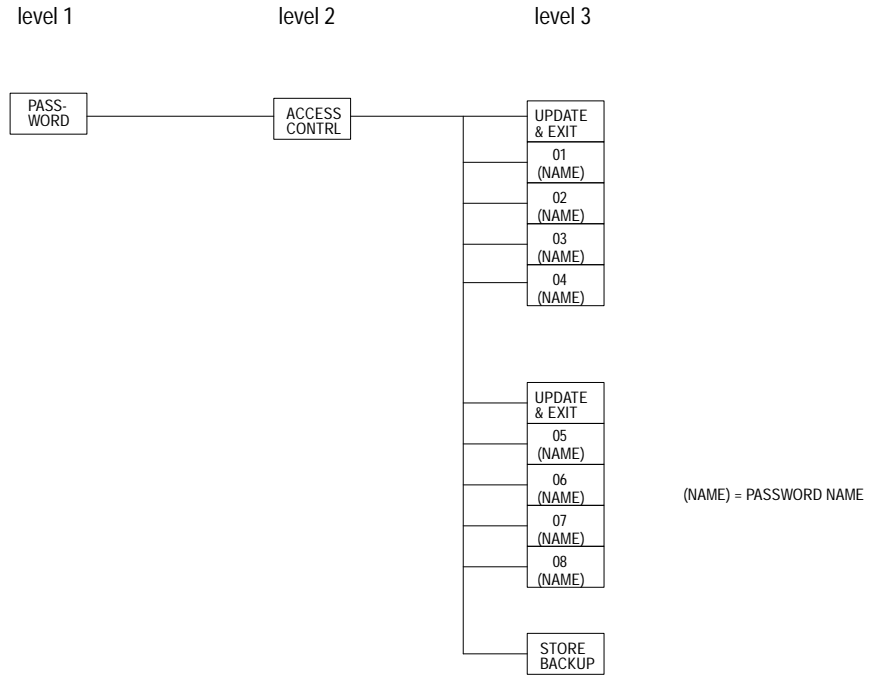 level 1 level 2 level 3
PASS-
WORD
ACCESS
CONTRL
UPDATE
& EXIT
01
(NAME)
02
(NAME)
03
(NAME)
04
(NAME)
UPDATE
& EXIT
05
(NAME)
06
(NAME)
07
(NAME)
08
(NAME)
(NAME) = PASSWORD NAME
STORE
BACKUP